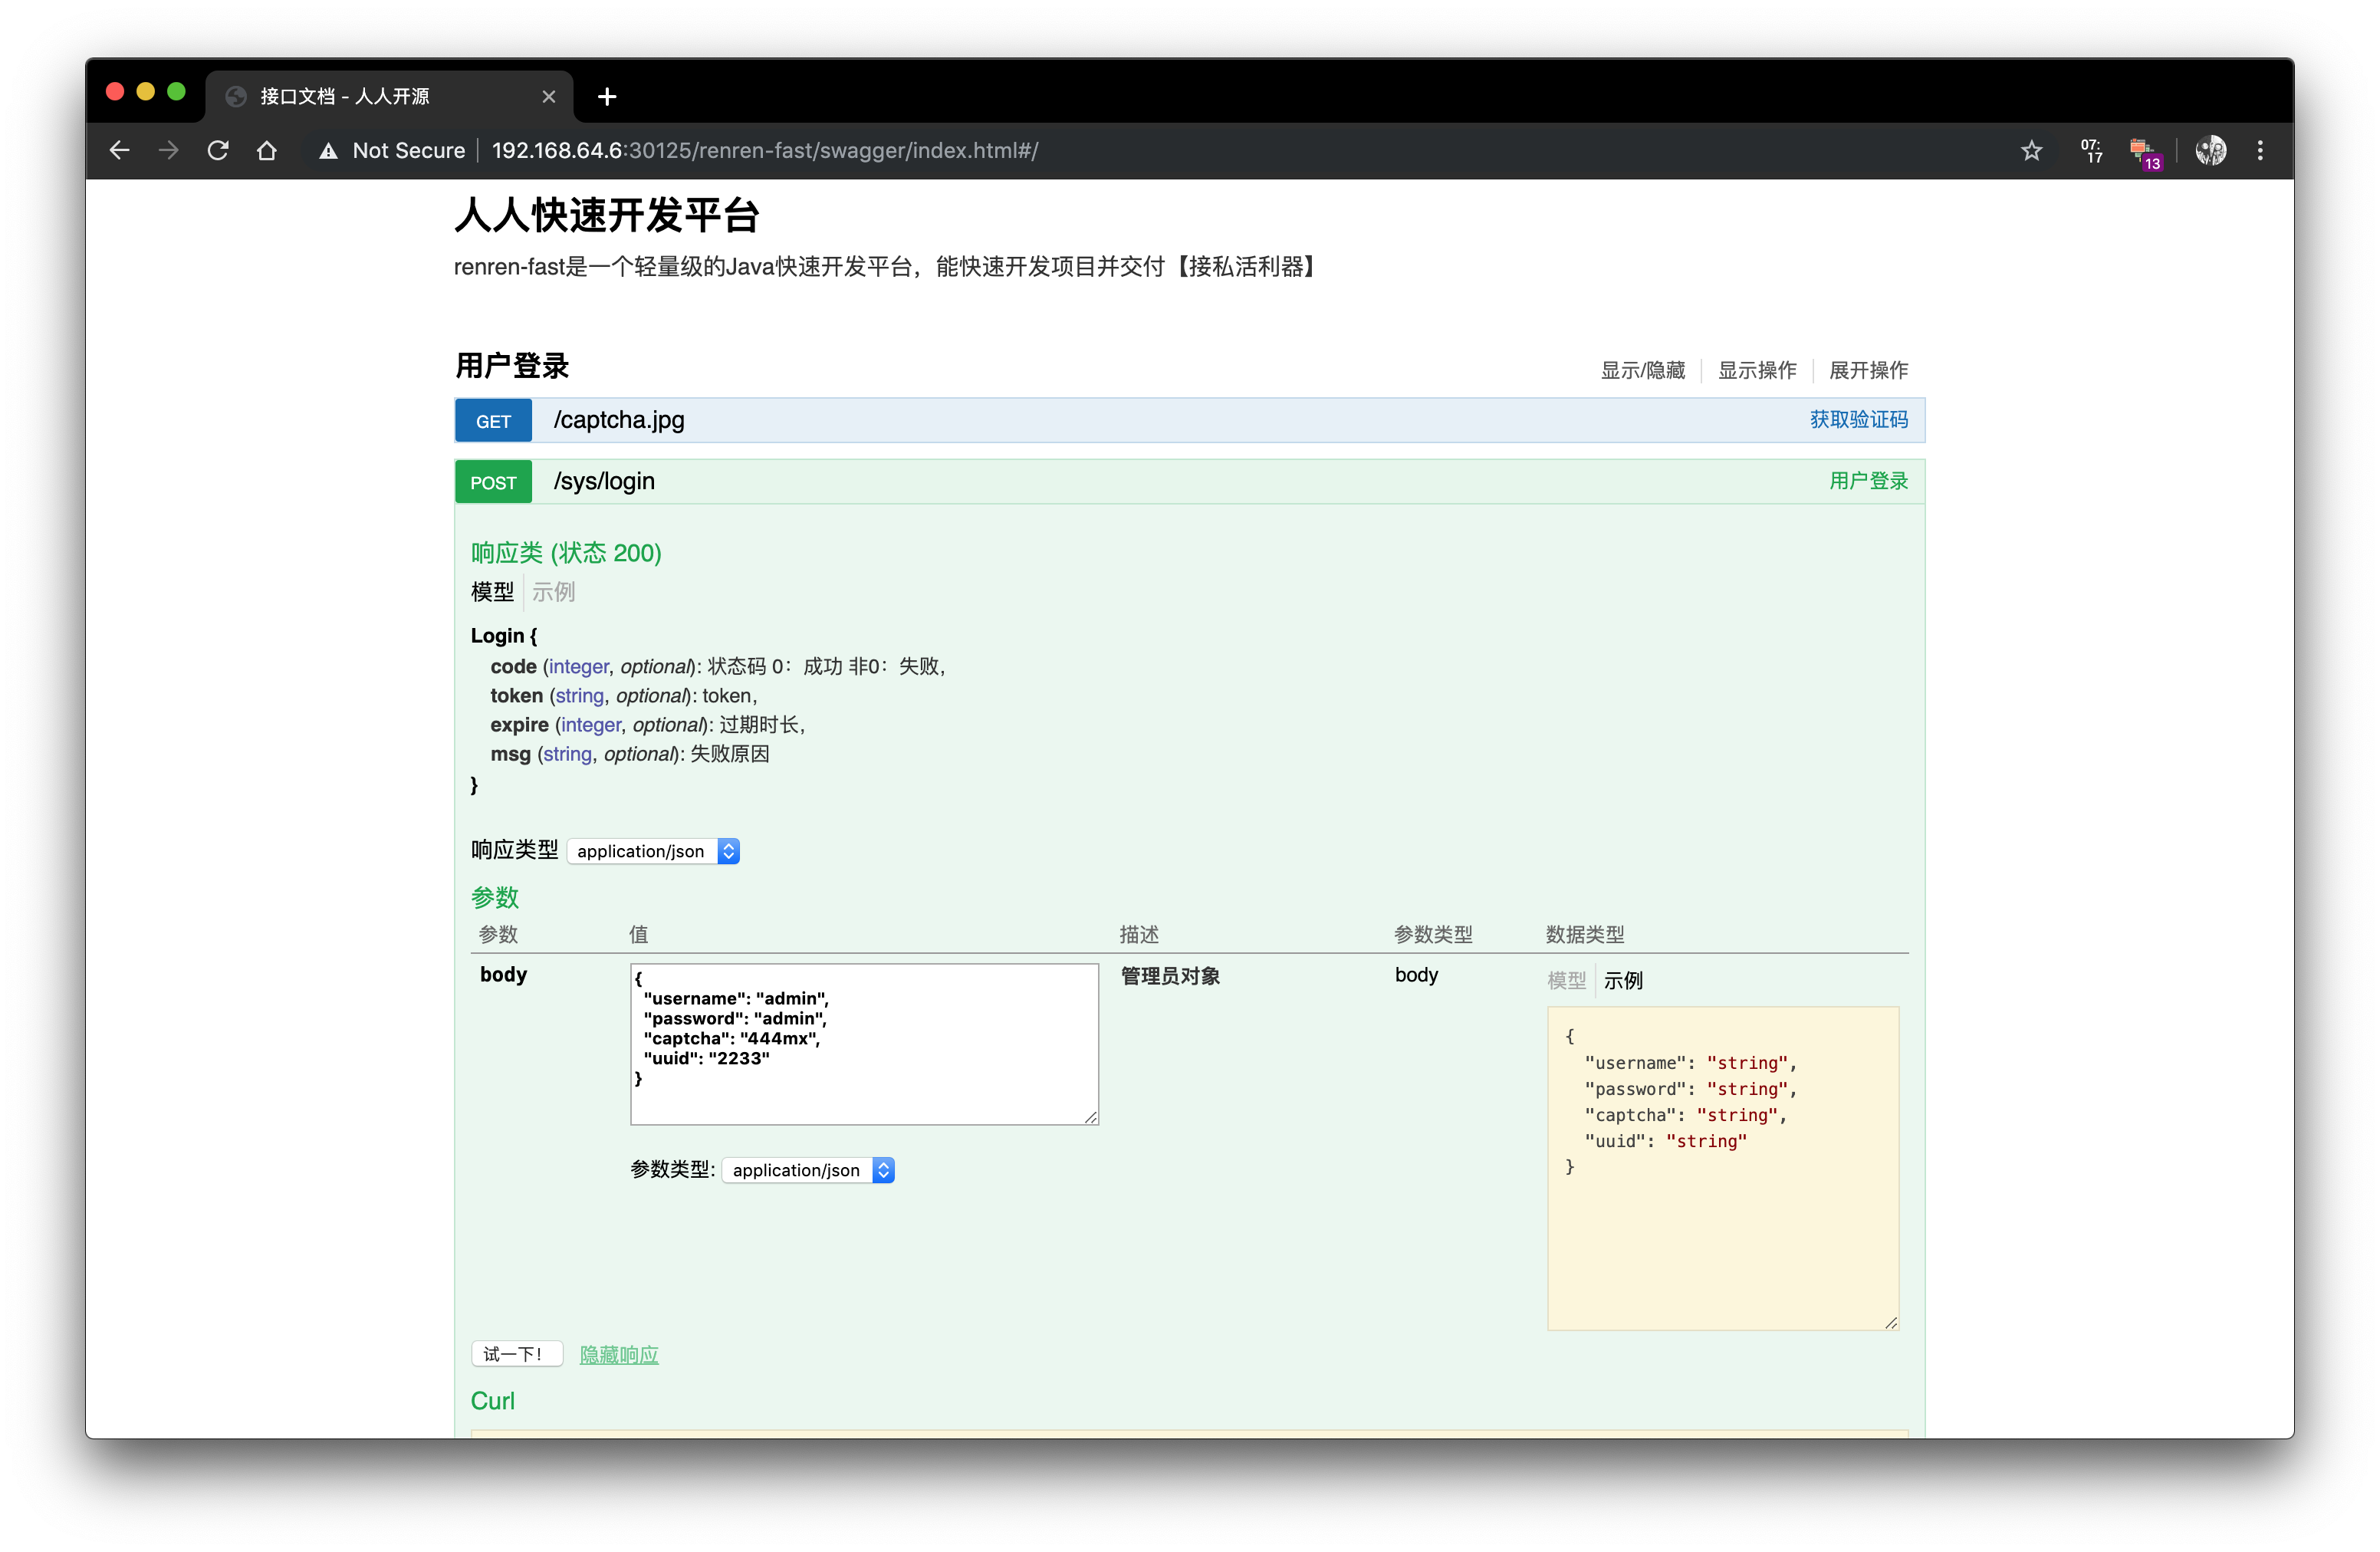 接口文档 - 人人开源
Not Secure 192.168.64.6:30125/renren-fast/swagger/index.html#/
07:
17
13
人人快速开发平台
renren-fast是一个轻量级的Java快速开发平台，能快速开发项目并交付【接私活利器】
用户登录 显示/隐藏 显示操作 展开操作
GET /captcha.jpg 获取验证码
POST /sys/login 用户登录
响应类 (状态 200)
模型 示例
Login {
code (integer, optional): 状态码 0：成功 非0：失败,
token (string, optional): token,
expire (integer, optional): 过期时长,
msg (string, optional): 失败原因
}
响应类型 application/json
参数
参数 值 描述 参数类型 数据类型
body
{
"username": "admin",
"password": "admin",
"captcha": "444mx",
"uuid": "2233"
}
参数类型: application/json
管理员对象
body
模型 示例
{
"username": "string",
"password": "string",
"captcha": "string",
"uuid": "string"
}
试一下！ 隐藏响应
Curl